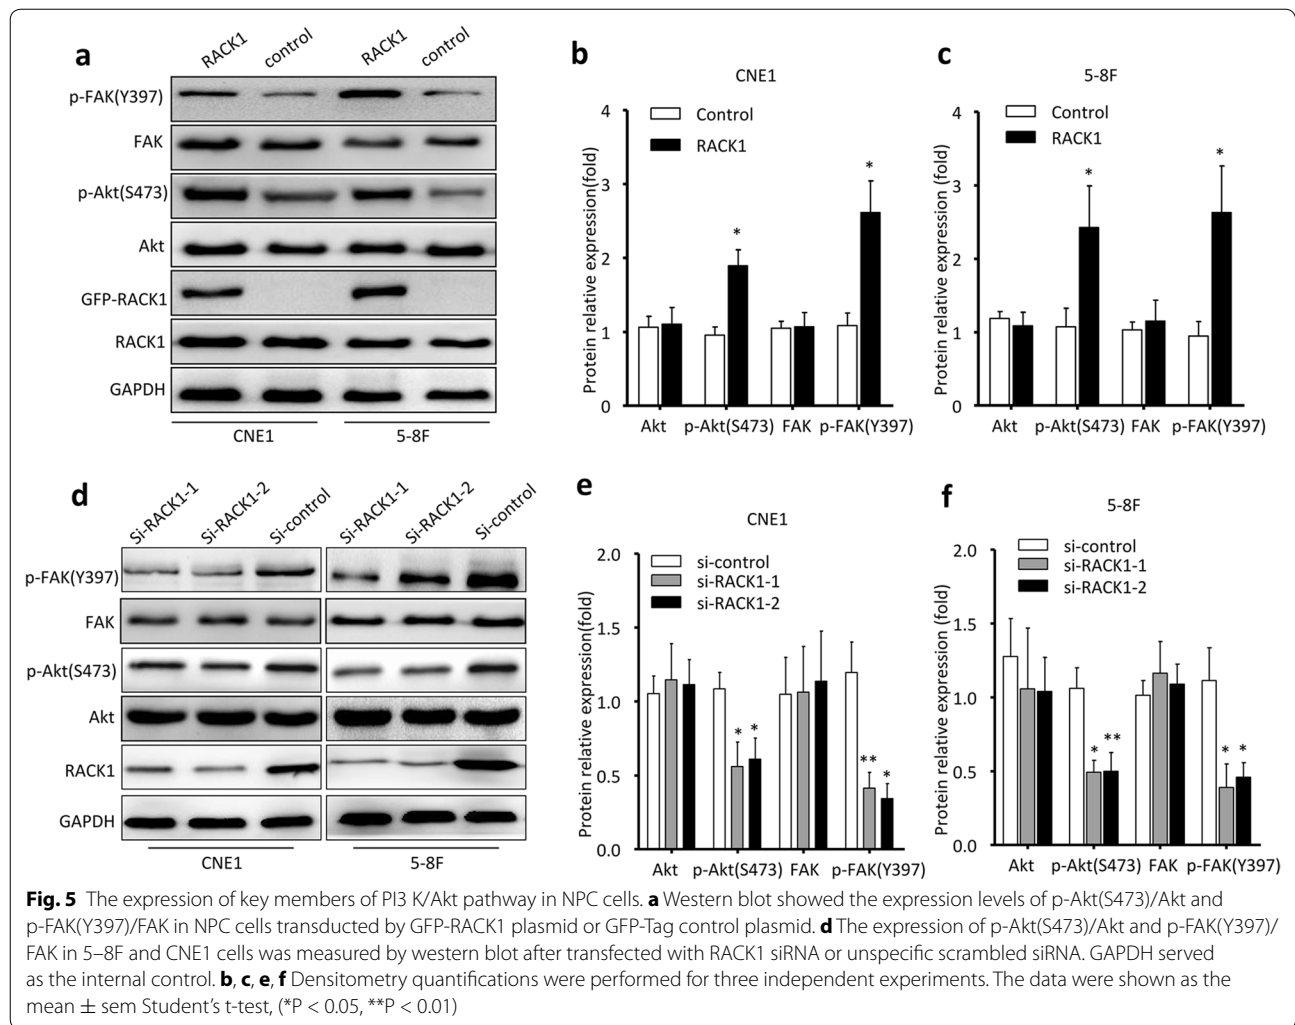 a
RACK1 control RACK1 control
p-FAK(Y397)
FAK
p-Akt(S473)
Akt
GFP-RACK1
RACK1
GAPDH
CNE1 5-8F
b
CNE1
Control
RACK1
Protein relative expression(fold)
4
3
2
1
0
* *
Akt p-Akt(S473) FAK p-FAK(Y397)
c
5-8F
Control
RACK1
Protein relative expression (fold)
4
3
2
1
0
* *
Akt p-Akt(S473) FAK p-FAK(Y397)
d
Si-RACK1-1 Si-RACK1-2 Si-control Si-RACK1-1 Si-RACK1-2 Si-control
p-FAK(Y397)
FAK
p-Akt(S473)
Akt
RACK1
GAPDH
CNE1 5-8F
e
CNE1
si-control
si-RACK1-1
si-RACK1-2
Protein relative expression(fold)
2.0
1.5
1.0
0.5
0.0
* * ** *
Akt p-Akt(S473) FAK p-FAK(Y397)
f
5-8F
si-control
si-RACK1-1
si-RACK1-2
Protein relative expression (fold)
2.0
1.5
1.0
0.5
0.0
* ** * *
Akt p-Akt(S473) FAK p-FAK(Y397)
Fig. 5 The expression of key members of PI3 K/Akt pathway in NPC cells. a Western blot showed the expression levels of p-Akt(S473)/Akt and
p-FAK(Y397)/FAK in NPC cells transducted by GFP-RACK1 plasmid or GFP-Tag control plasmid. d The expression of p-Akt(S473)/Akt and p-FAK(Y397)/
FAK in 5–8F and CNE1 cells was measured by western blot after transfected with RACK1 siRNA or unspecific scrambled siRNA. GAPDH served
as the internal control. b, c, e, f Densitometry quantifications were performed for three independent experiments. The data were shown as the
mean ± sem Student's t-test, (*P < 0.05, **P < 0.01)